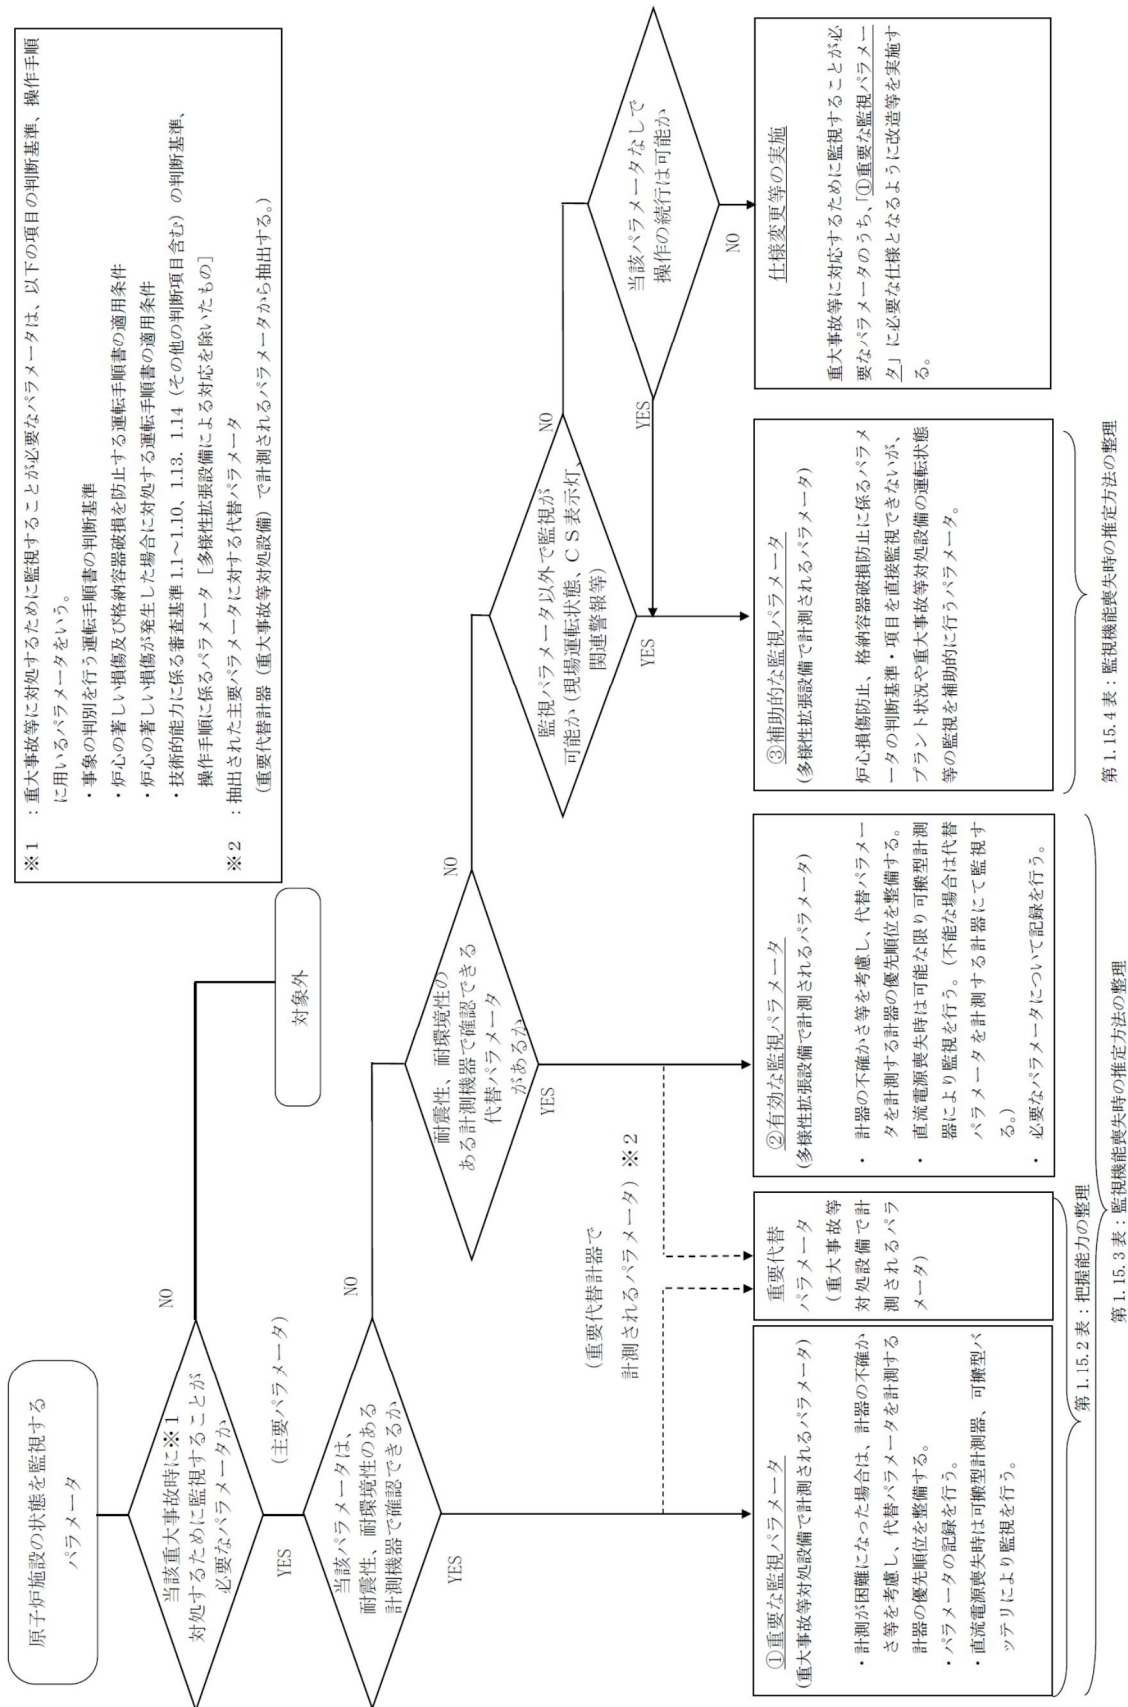 原子炉施設の状態を監視する
パラメータ
当該重大事故時に※1
対処するために監視することが
必要なパラメータか
NO
対象外
YES
(主要パラメータ)
当該パラメータは、
耐震性、耐環境性のある
計測機器で確認できるか
NO
YES
耐震性、耐環境性の
ある計測機器で確認できる
代替パラメータ
があるか
NO
YES
(重要代替計器で
計測されるパラメータ) ※2
監視パラメータ以外で監視が
可能か(現場運転状態、CS表示灯、
関連警報等)
NO
YES
当該パラメータなしで
操作の続行は可能か
YES
NO
※1 :重大事故等に対処するために監視することが必要なパラメータは、以下の項目の判断基準、操作手順
に用いるパラメータをいう。
・事象の判別を行う運転手順書の判断基準
・炉心の著しい損傷及び格納容器破損を防止する運転手順書の適用条件
・炉心の著しい損傷が発生した場合に対処する運転手順書の適用条件
・技術的能力に係る審査基準 1.1～1.10、1.13、1.14(その他の判断項目含む)の判断基準、
操作手順に係るパラメータ[多様性拡張設備による対応を除いたもの]
※2 :抽出された主要パラメータに対する代替パラメータ
(重要代替計器(重大事故等対処設備)で計測されるパラメータから抽出する。)
①重要な監視パラメータ
(重大事故等対処設備で計測されるパラメータ)
・計測が困難になった場合は、計器の不確か
さ等を考慮し、代替パラメータを計測する
計器の優先順位を整備する。
・パラメータの記録を行う。
・直流電源喪失時は可搬型計測器、可搬型バ
ッテリにより監視を行う。
重要代替
パラメータ
(重大事故等
対処設備で計
測されるパラ
メータ)
②有効な監視パラメータ
(多様性拡張設備で計測されるパラメータ)
・ 計器の不確かさ等を考慮し、代替パラメー
タを計測する計器の優先順位を整備する。
・ 直流電源喪失時は可能な限り可搬型計測
器により監視を行う。(不能な場合は代替
パラメータを計測する計器にて監視す
る。)
・ 必要なパラメータについて記録を行う。
③補助的な監視パラメータ
(多様性拡張設備で計測されるパラメータ)
炉心損傷防止、格納容器破損防止に係るパラメ
ータの判断基準・項目を直接監視できないが、
プラント状況や重大事故等対処設備の運転状態
等の監視を補助的に行うパラメータ。
仕様変更等の実施
重大事故等に対応するために監視することが必
要なパラメータのうち、「①重要な監視パラメー
タ」に必要な仕様となるように改造等を実施す
る。
第 1.15.2 表:把握能力の整理
第 1.15.3 表:監視機能喪失時の推定方法の整理
第 1.15.4 表:監視機能喪失時の推定方法の整理